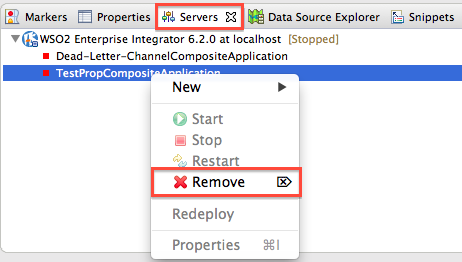 Markers Properties Servers Data Source Explorer Snippets
WSO2 Enterprise Integrator 6.2.0 at localhost [Stopped]
Dead-Letter-ChannelCompositeApplication
TestPropCompositeApplication
New
Start
Stop
Restart
Remove
Redeploy
Properties ⌘I